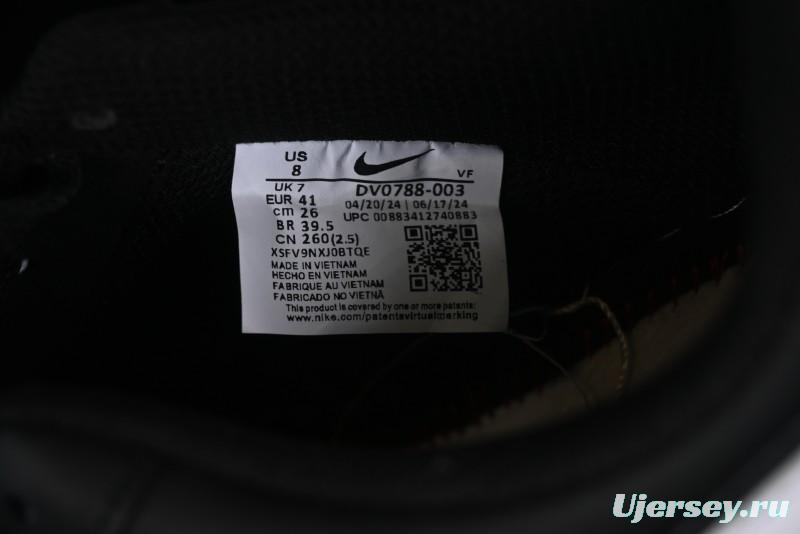 US
8
VF
UK 7
DV0788-003
EUR 41
04/20/24 | 06/17/24
cm 26
UPC 00883412740883
BR 39.5
CN 260(2.5)
XSFV9NXJ0BTQE
MADE IN VIETNAM
HECHO EN VIETNAM
FABRIQUE AU VIETNAM
FABRICADO NO VIETNÃ
This product is covered by one or more patents:
www.nike.com/patentsvirtualmarking
Ujersey.ru